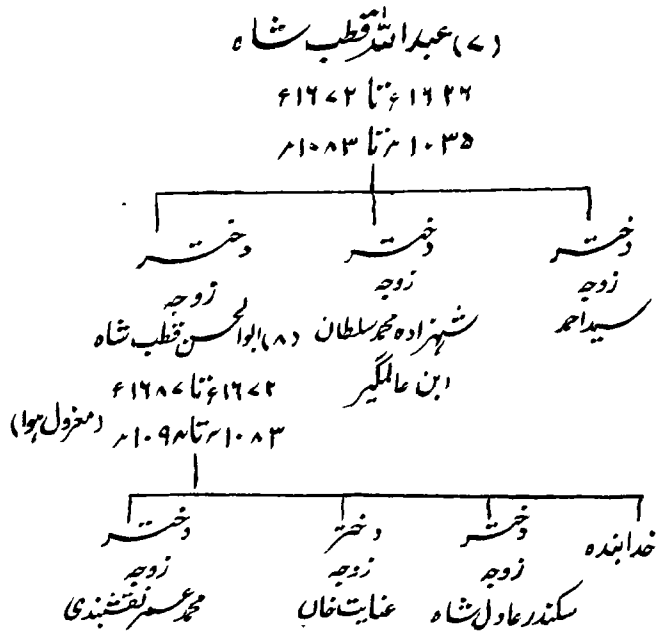 (۷) عبداللہ قطب شاہ
۱۶۲۶ء تا ۱۶۷۲ء
۱۰۳۵ھ تا ۱۰۸۳ھ
دختر دختر دختر
زوجہ زوجہ زوجہ
سید احمد شہزادہ محمد سلطان (۸) ابوالحسن قطب شاہ
ابن عالمگیر
۱۶۷۲ء تا ۱۶۸۷ء
۱۰۸۳ھ تا ۱۰۹۸ھ (معزول ہوا)
خدابندہ دختر دختر دختر
زوجہ زوجہ زوجہ
سکندر عادل شاہ عنایت خاں محمد عمر نقشبندی